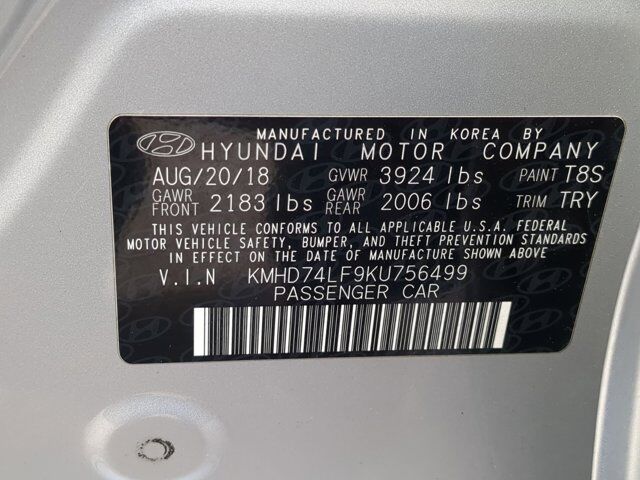 MANUFACTURED IN KOREA BY
HYUNDAI MOTOR COMPANY
AUG/20/18 GVWR 3924 lbs PAINT T8S
GAWR FRONT 2183 lbs GAWR REAR 2006 lbs TRIM TRY
THIS VEHICLE CONFORMS TO ALL APPLICABLE U.S.A. FEDERAL
MOTOR VEHICLE SAFETY, BUMPER, AND THEFT PREVENTION STANDARDS
IN EFFECT ON THE DATE OF MANUFACTURE SHOWN ABOVE
V.I.N KMHD74LF9KU756499
PASSENGER CAR